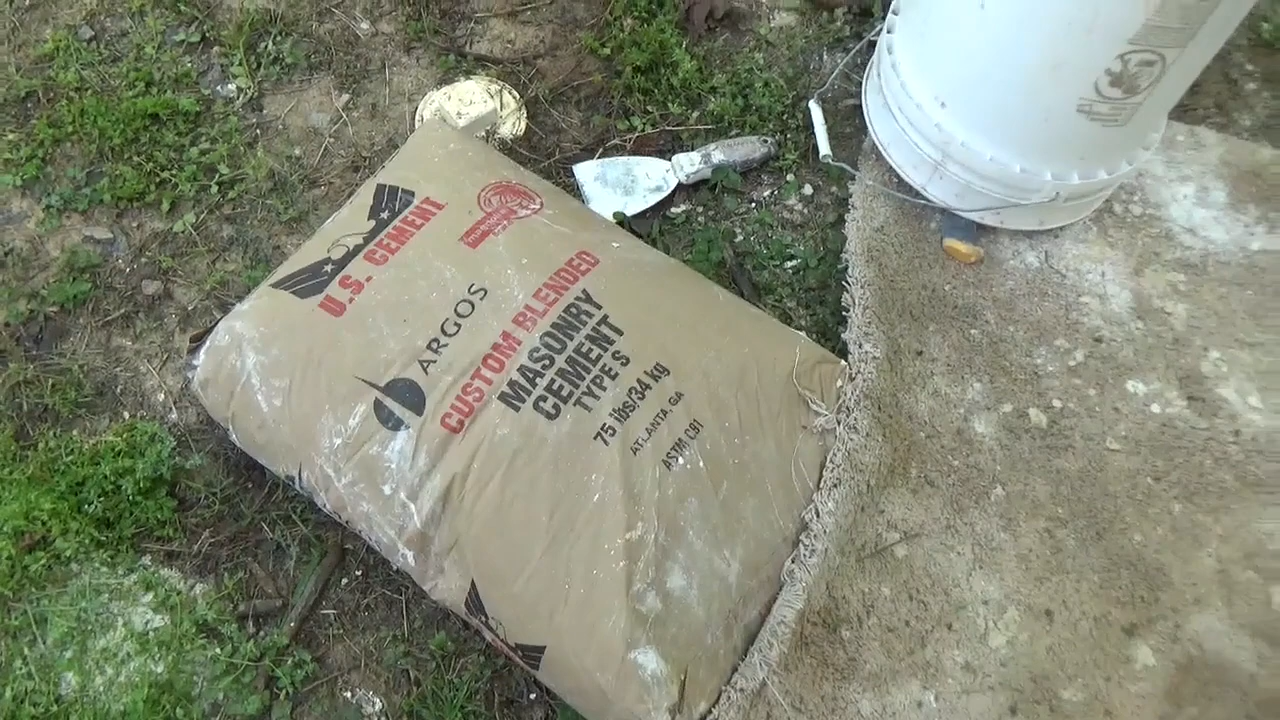 U.S. CEMENT
ARGOS
CUSTOM BLENDED
MASONRY
CEMENT
TYPE S
75 lbs/34 kg
ATLANTA, GA
ASTM C91